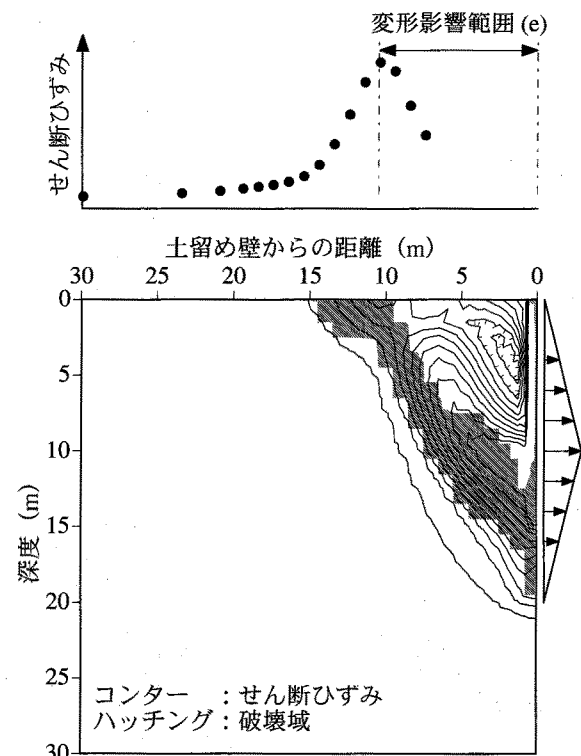 変形影響範囲 (e)
せん断ひずみ
土留め壁からの距離 (m)
30 25 20 15 10 5 0
0
5
10
15
20
25
30
深度 (m)
コンター ：せん断ひずみ
ハッチング：破壊域